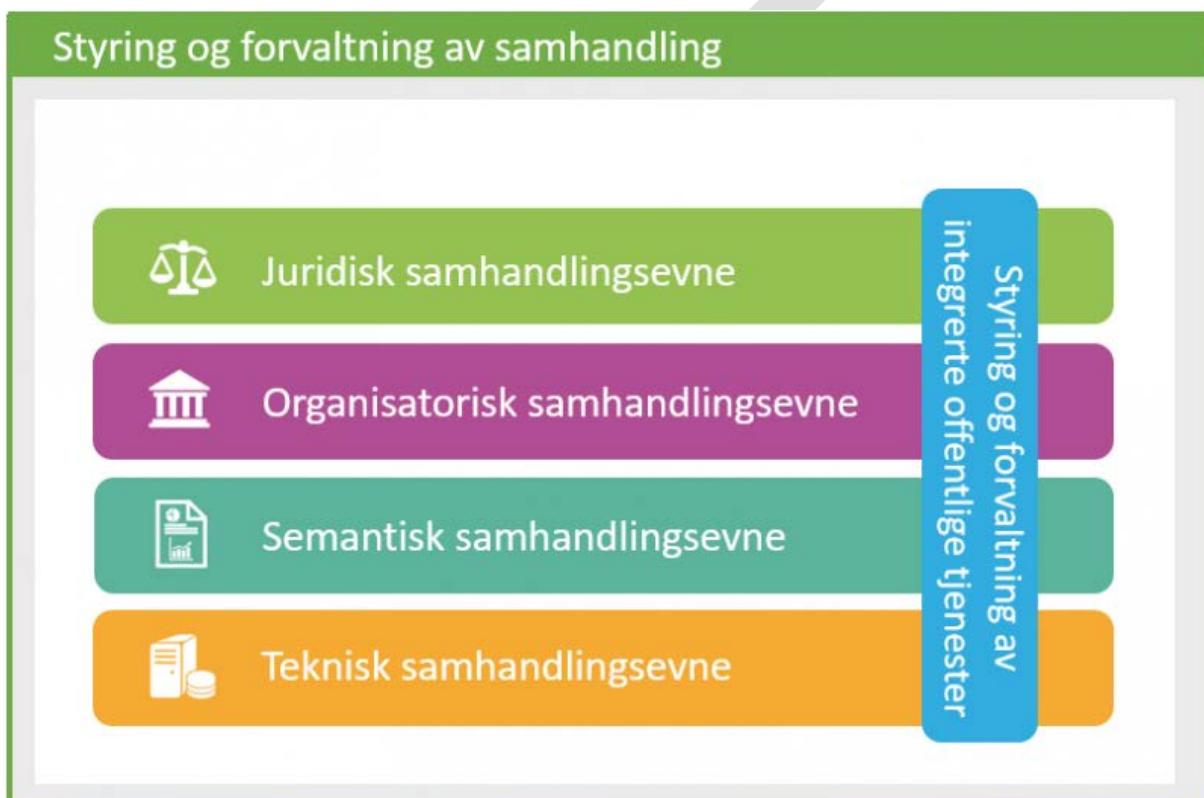 Styring og forvaltning av samhandling
Juridisk samhandlingsevne
Organisatorisk samhandlingsevne
Semantisk samhandlingsevne
Teknisk samhandlingsevne
Styring og forvaltning av
integrerte offentlige tjenester